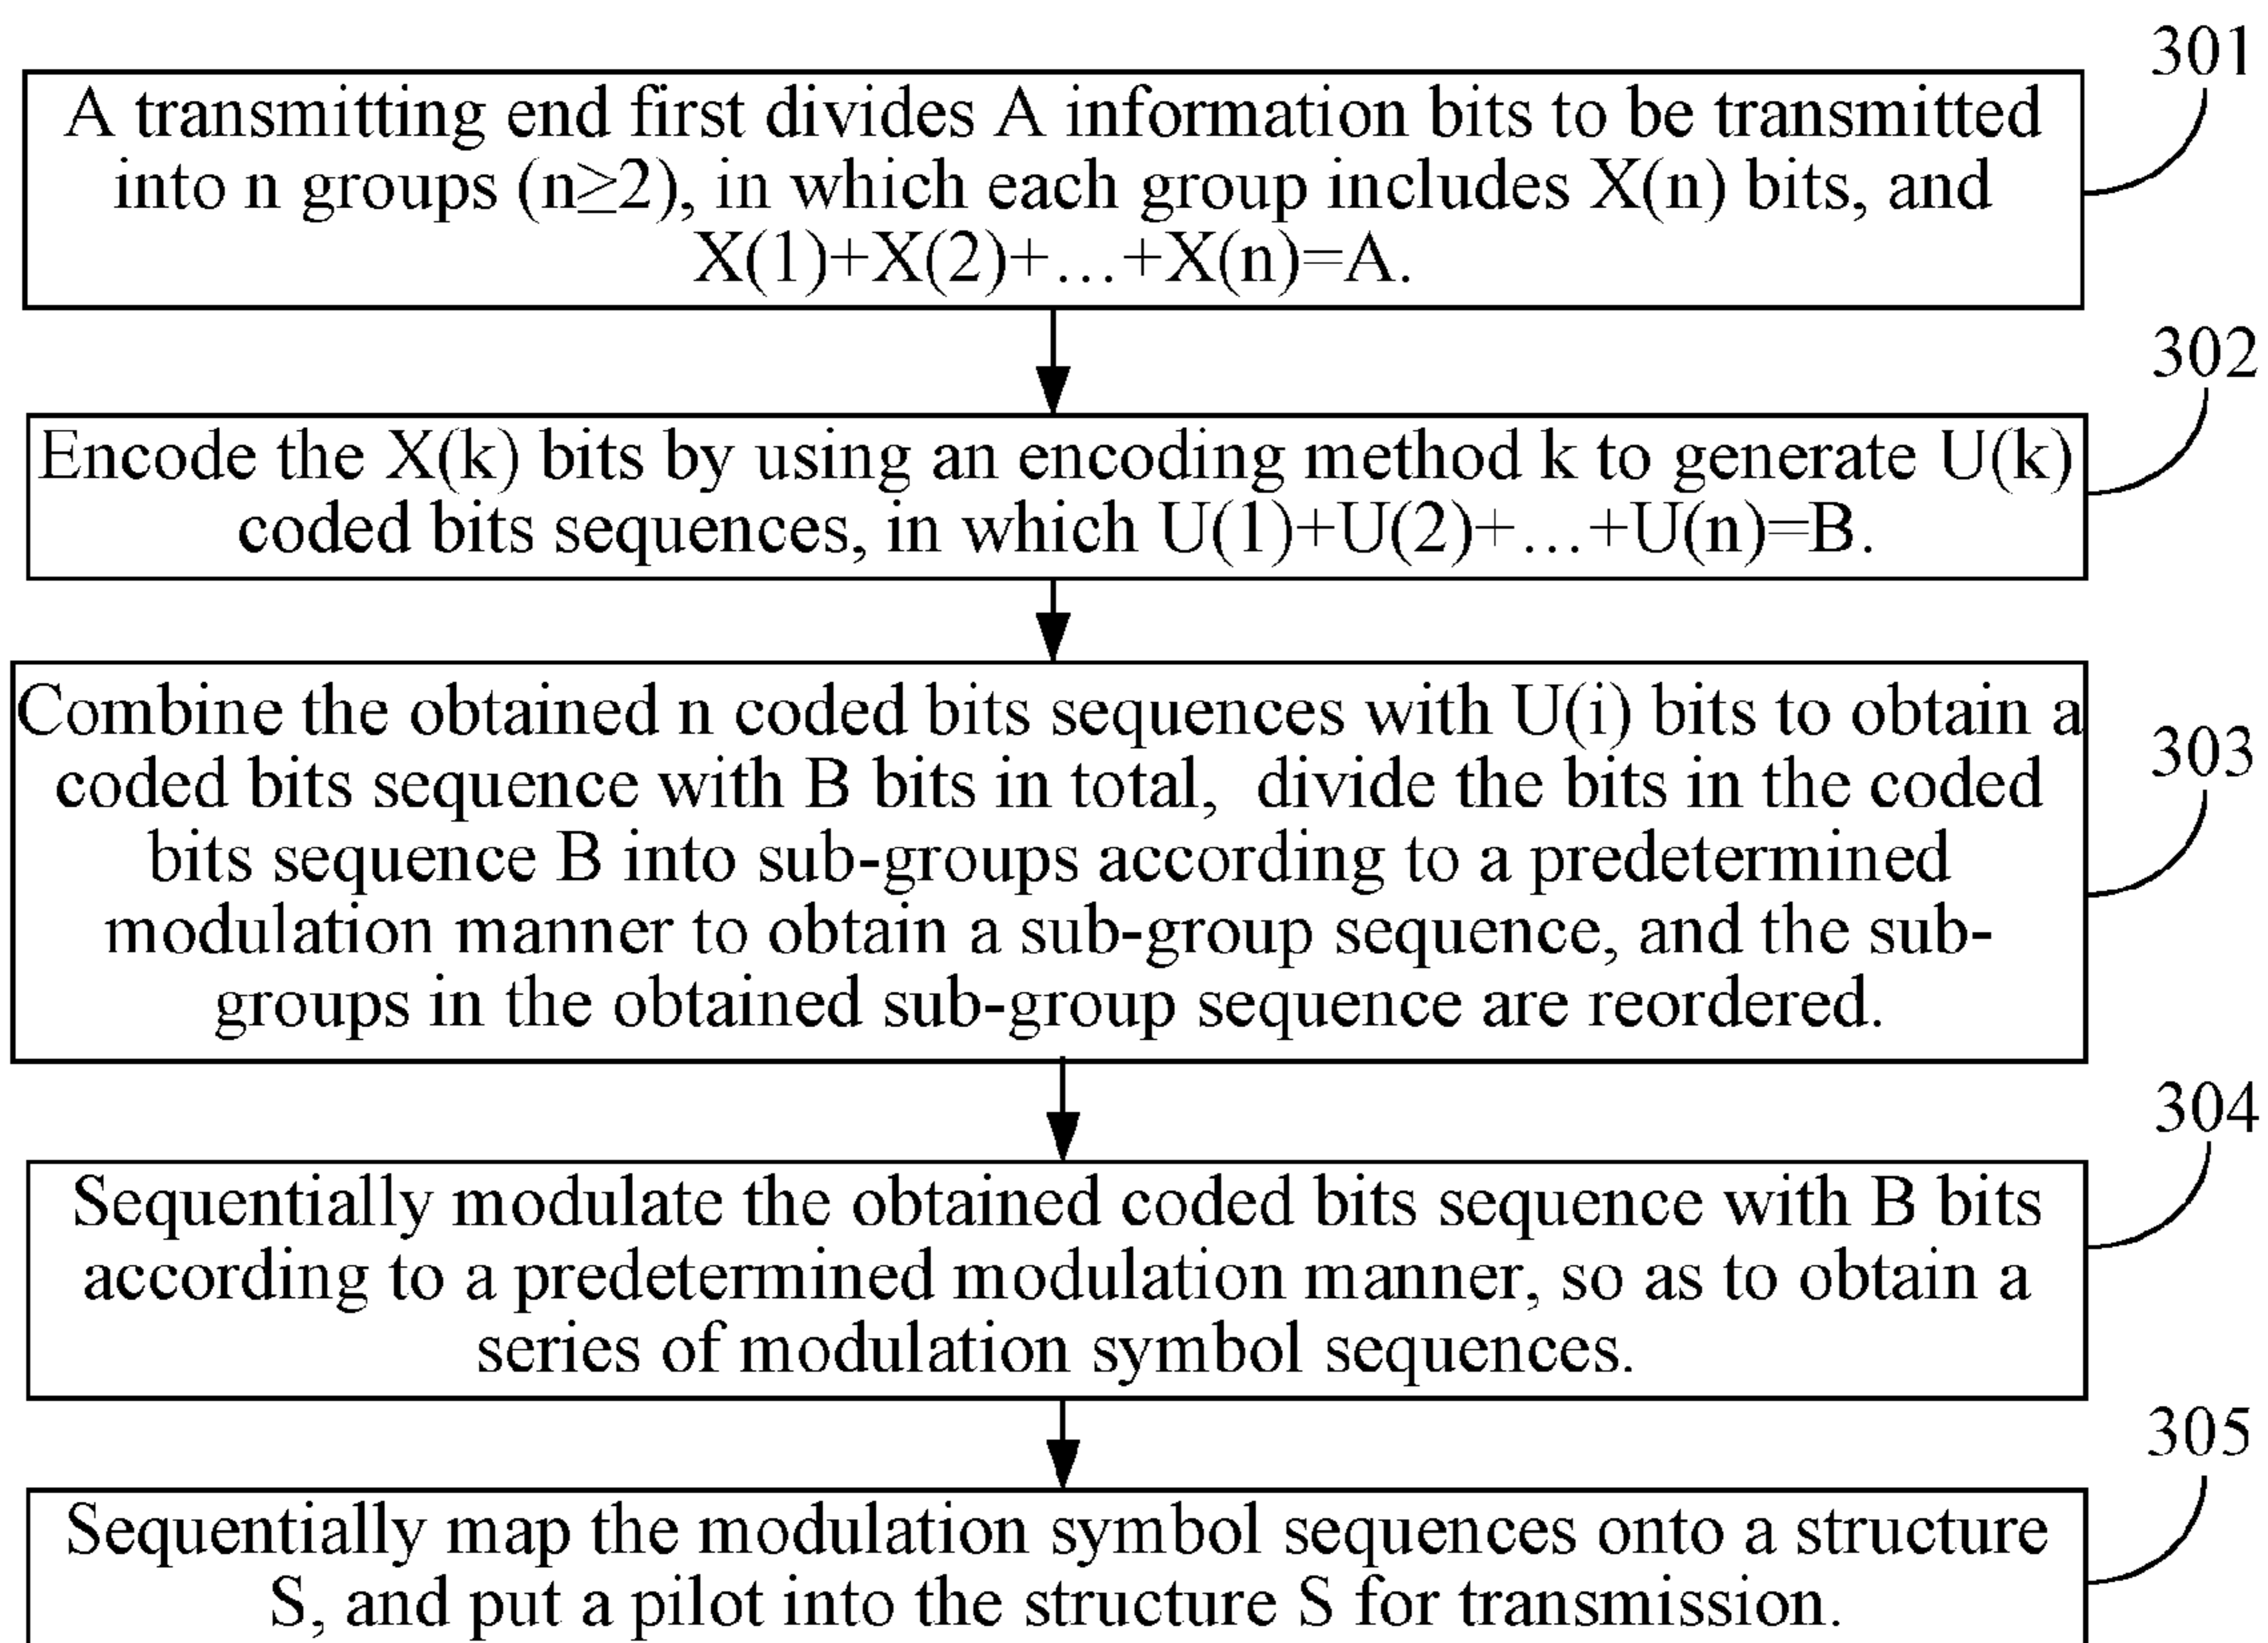 301
A transmitting end first divides A information bits to be transmitted
into n groups (n≥2), in which each group includes X(n) bits, and
X(1)+X(2)+...+X(n)=A.
302
Encode the X(k) bits by using an encoding method k to generate U(k)
coded bits sequences, in which U(1)+U(2)+...+U(n)=B.
303
Combine the obtained n coded bits sequences with U(i) bits to obtain a
coded bits sequence with B bits in total, divide the bits in the coded
bits sequence B into sub-groups according to a predetermined
modulation manner to obtain a sub-group sequence, and the sub-
groups in the obtained sub-group sequence are reordered.
304
Sequentially modulate the obtained coded bits sequence with B bits
according to a predetermined modulation manner, so as to obtain a
series of modulation symbol sequences.
305
Sequentially map the modulation symbol sequences onto a structure
S, and put a pilot into the structure S for transmission.